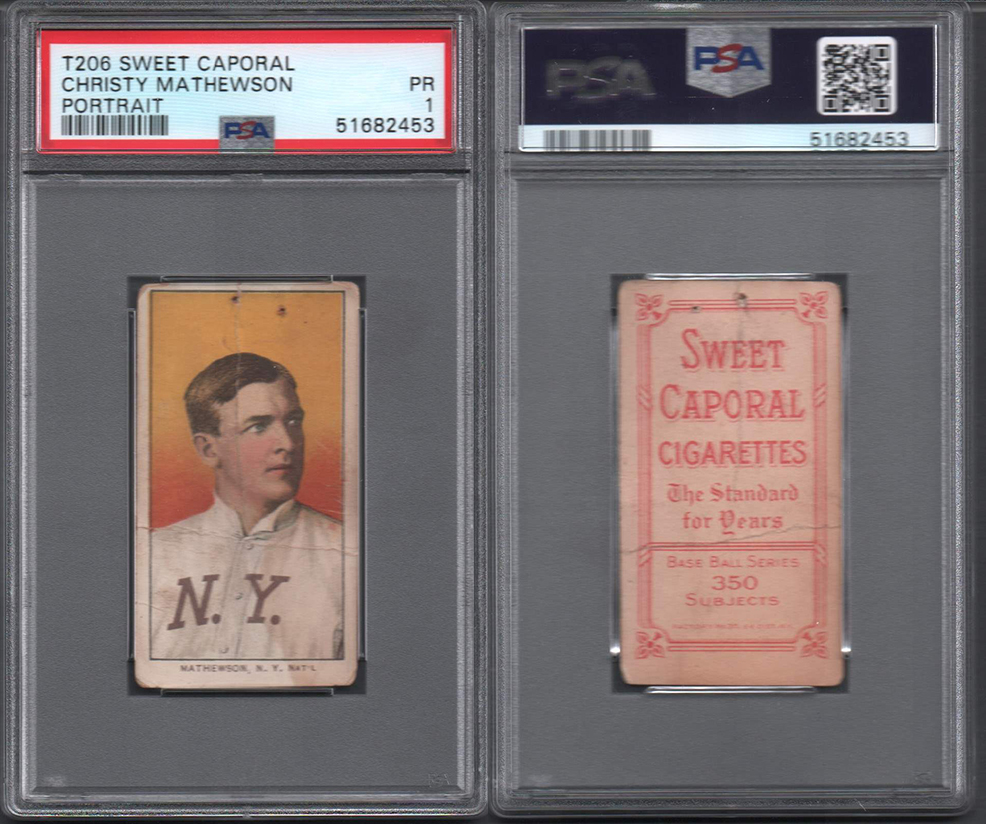 T206 SWEET CAPORAL
CHRISTY MATHEWSON PR
PORTRAIT 1
PSA 51682453
N.Y.
MATHEWSON, N. Y. NAT'L
PSA PSA
51682453
SWEET
CAPORAL
CIGARETTES
The Standard
for Years
BASE BALL SERIES
350
SUBJECTS